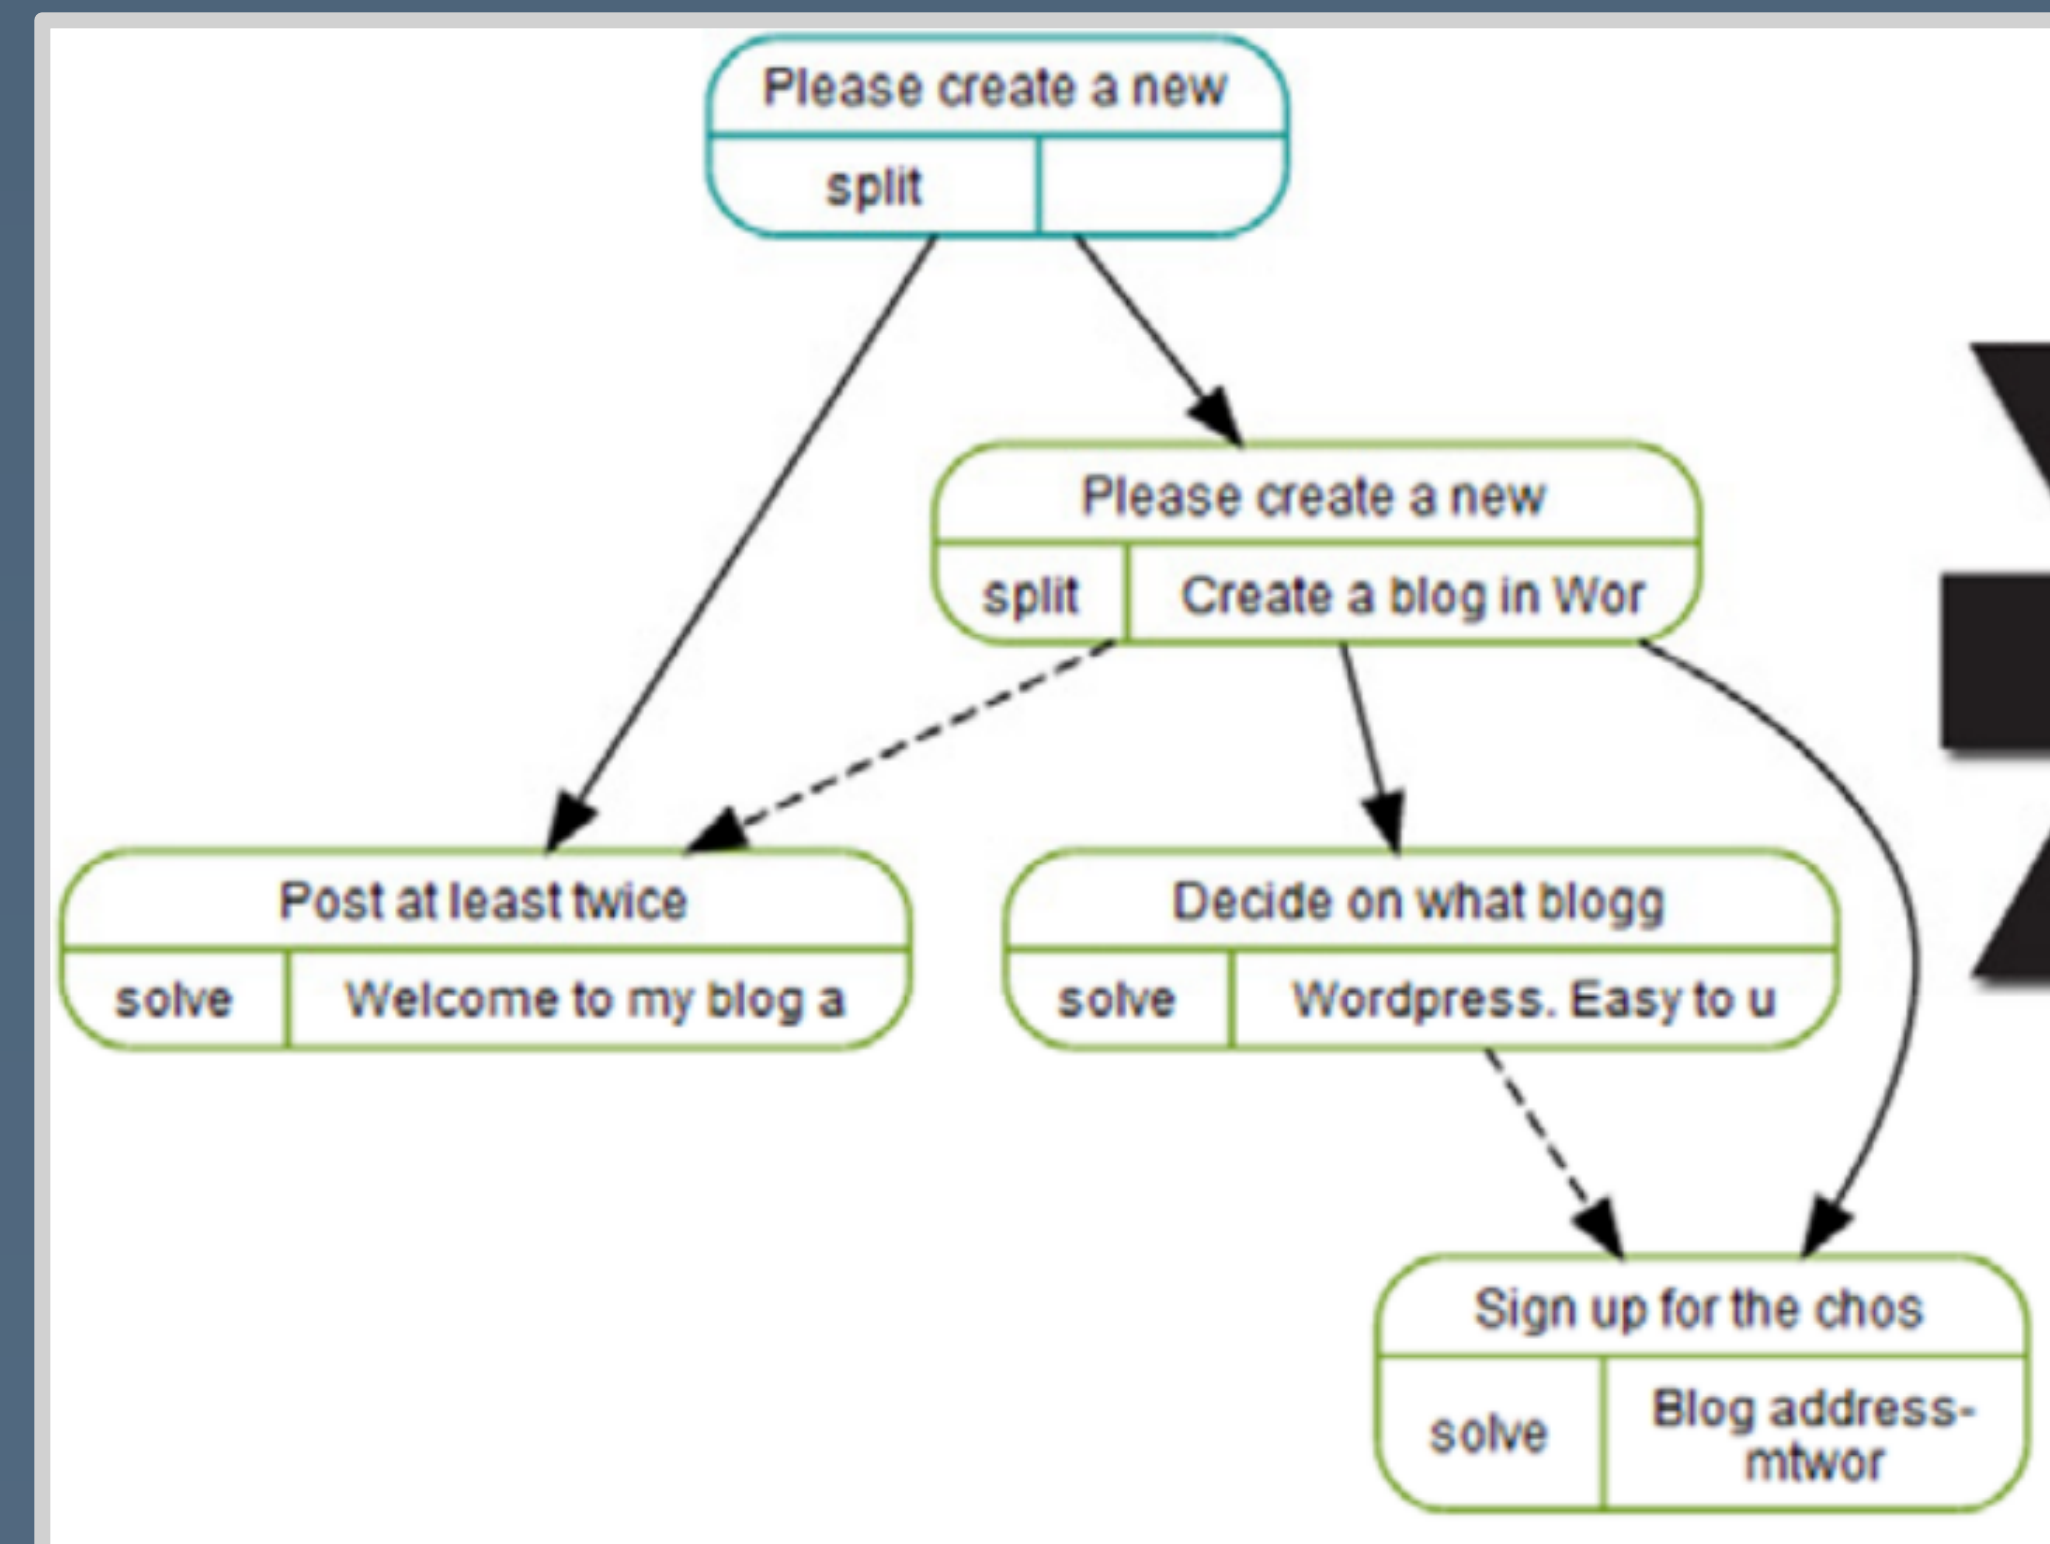 Please create a new
split
Please create a new
split
Create a blog in Wor
Post at least twice
solve
Welcome to my blog a
Decide on what blogg
solve
Wordpress. Easy to u
Sign up for the chos
solve
Blog address-
mtwor